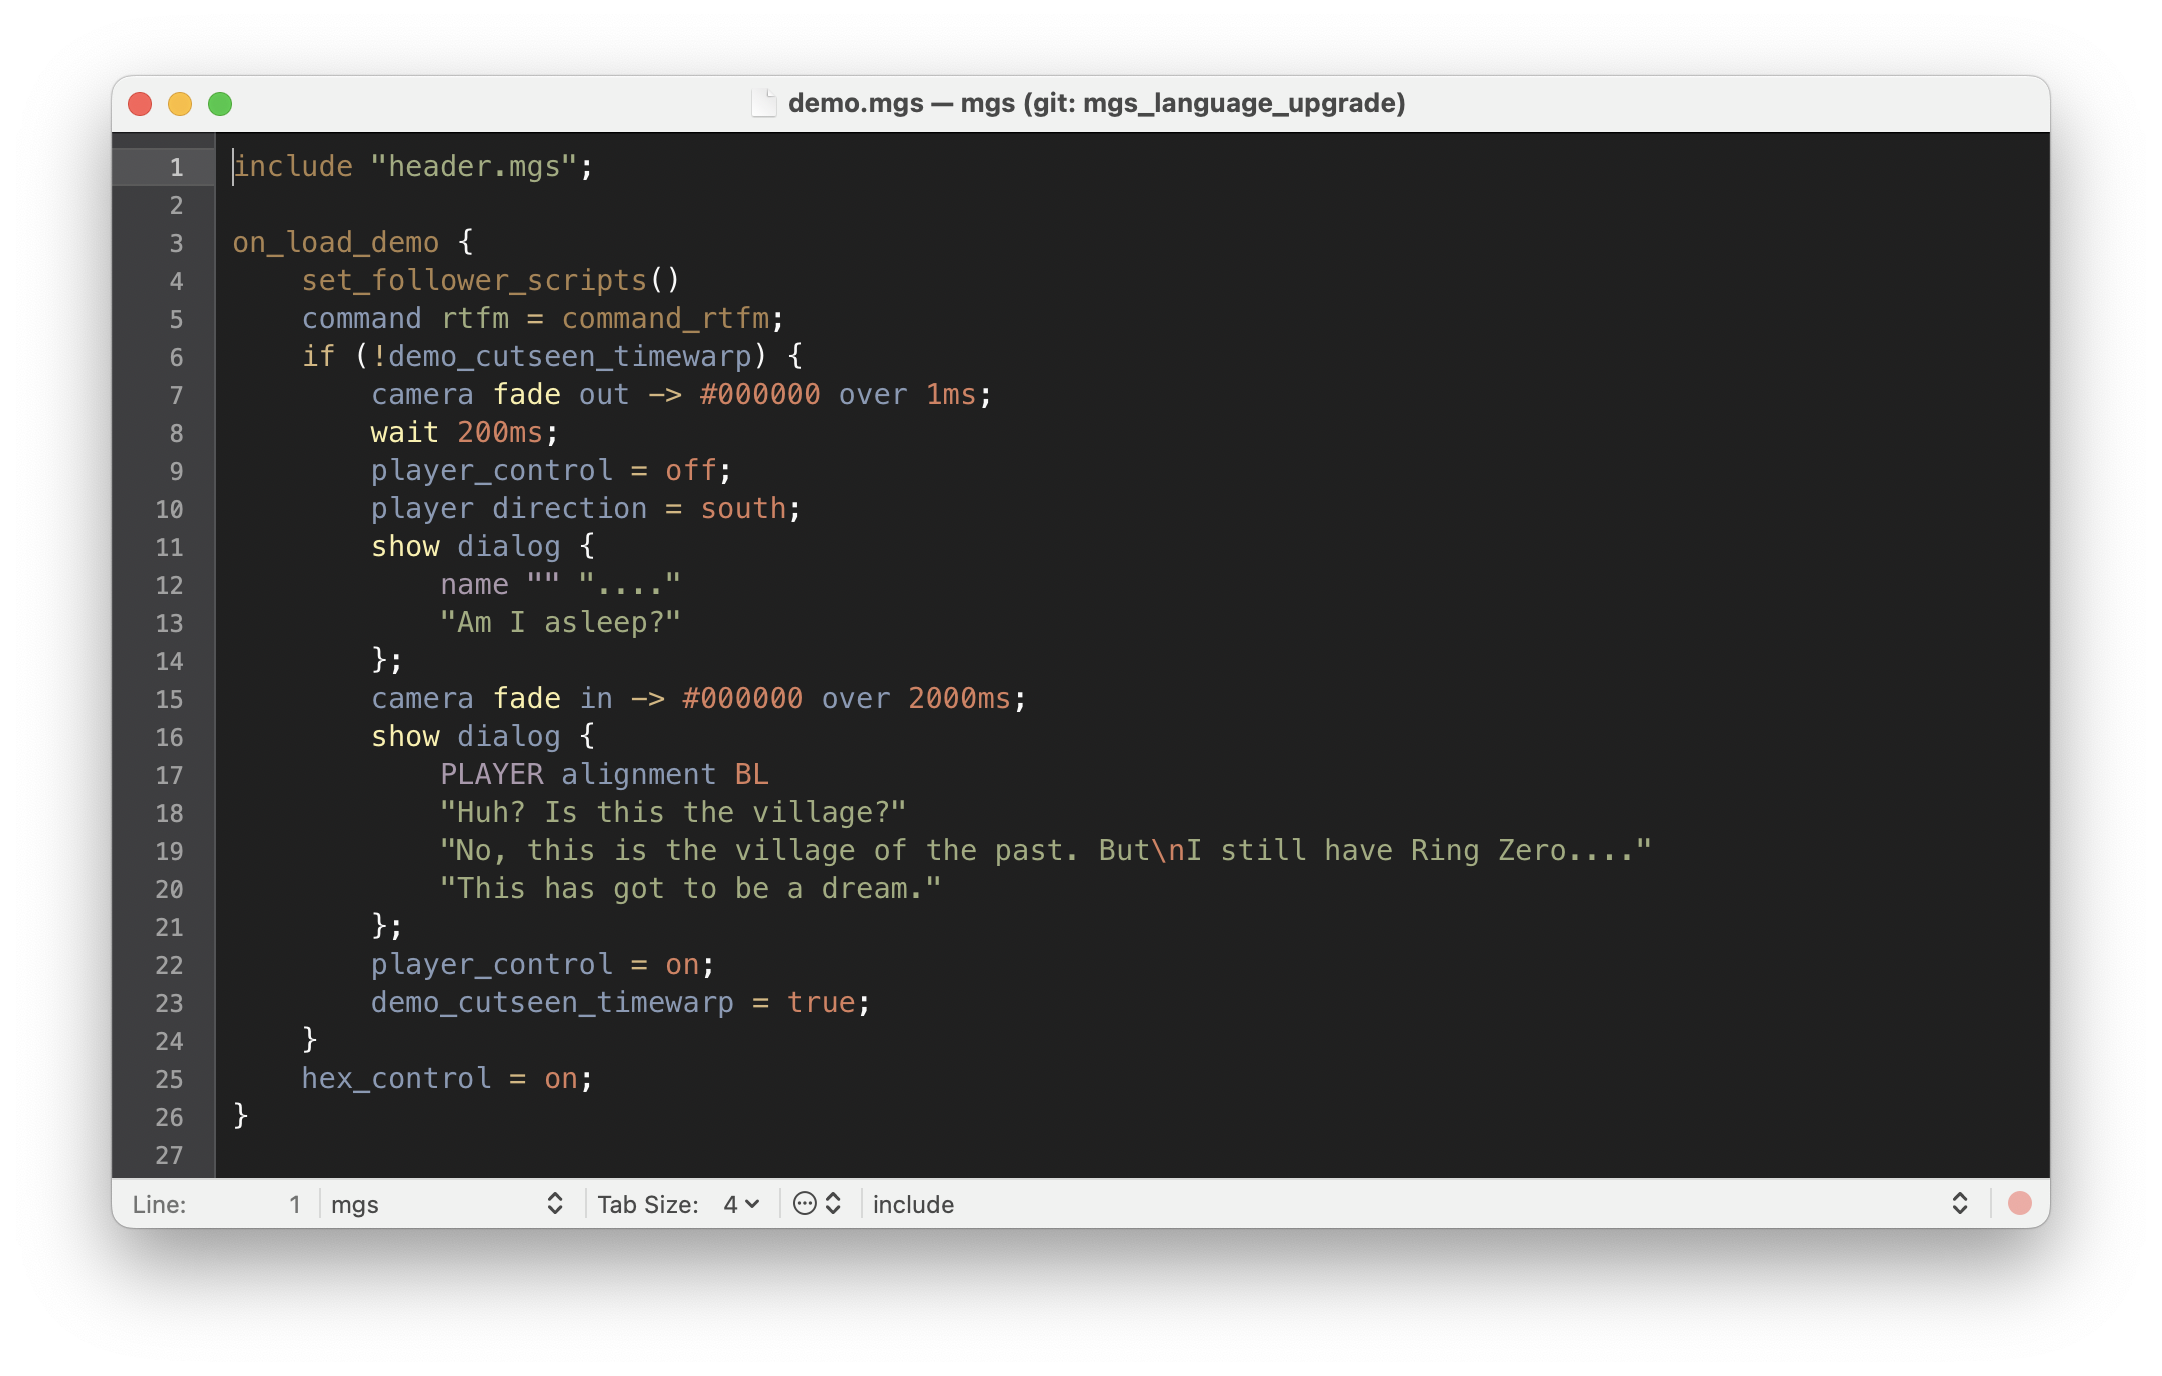 demo.mgs — mgs (git: mgs_language_upgrade)
1 include "header.mgs";
2
3 on_load_demo {
4     set_follower_scripts()
5     command rtfm = command_rtfm;
6     if (!demo_cutseen_timewarp) {
7         camera fade out -> #000000 over 1ms;
8         wait 200ms;
9         player_control = off;
10         player direction = south;
11         show dialog {
12             name "" "...."
13             "Am I asleep?"
14         };
15         camera fade in -> #000000 over 2000ms;
16         show dialog {
17             PLAYER alignment BL
18             "Huh? Is this the village?"
19             "No, this is the village of the past. But\nI still have Ring Zero...."
20             "This has got to be a dream."
21         };
22         player_control = on;
23         demo_cutseen_timewarp = true;
24     }
25     hex_control = on;
26 }
27
Line: 1 mgs Tab Size: 4 include